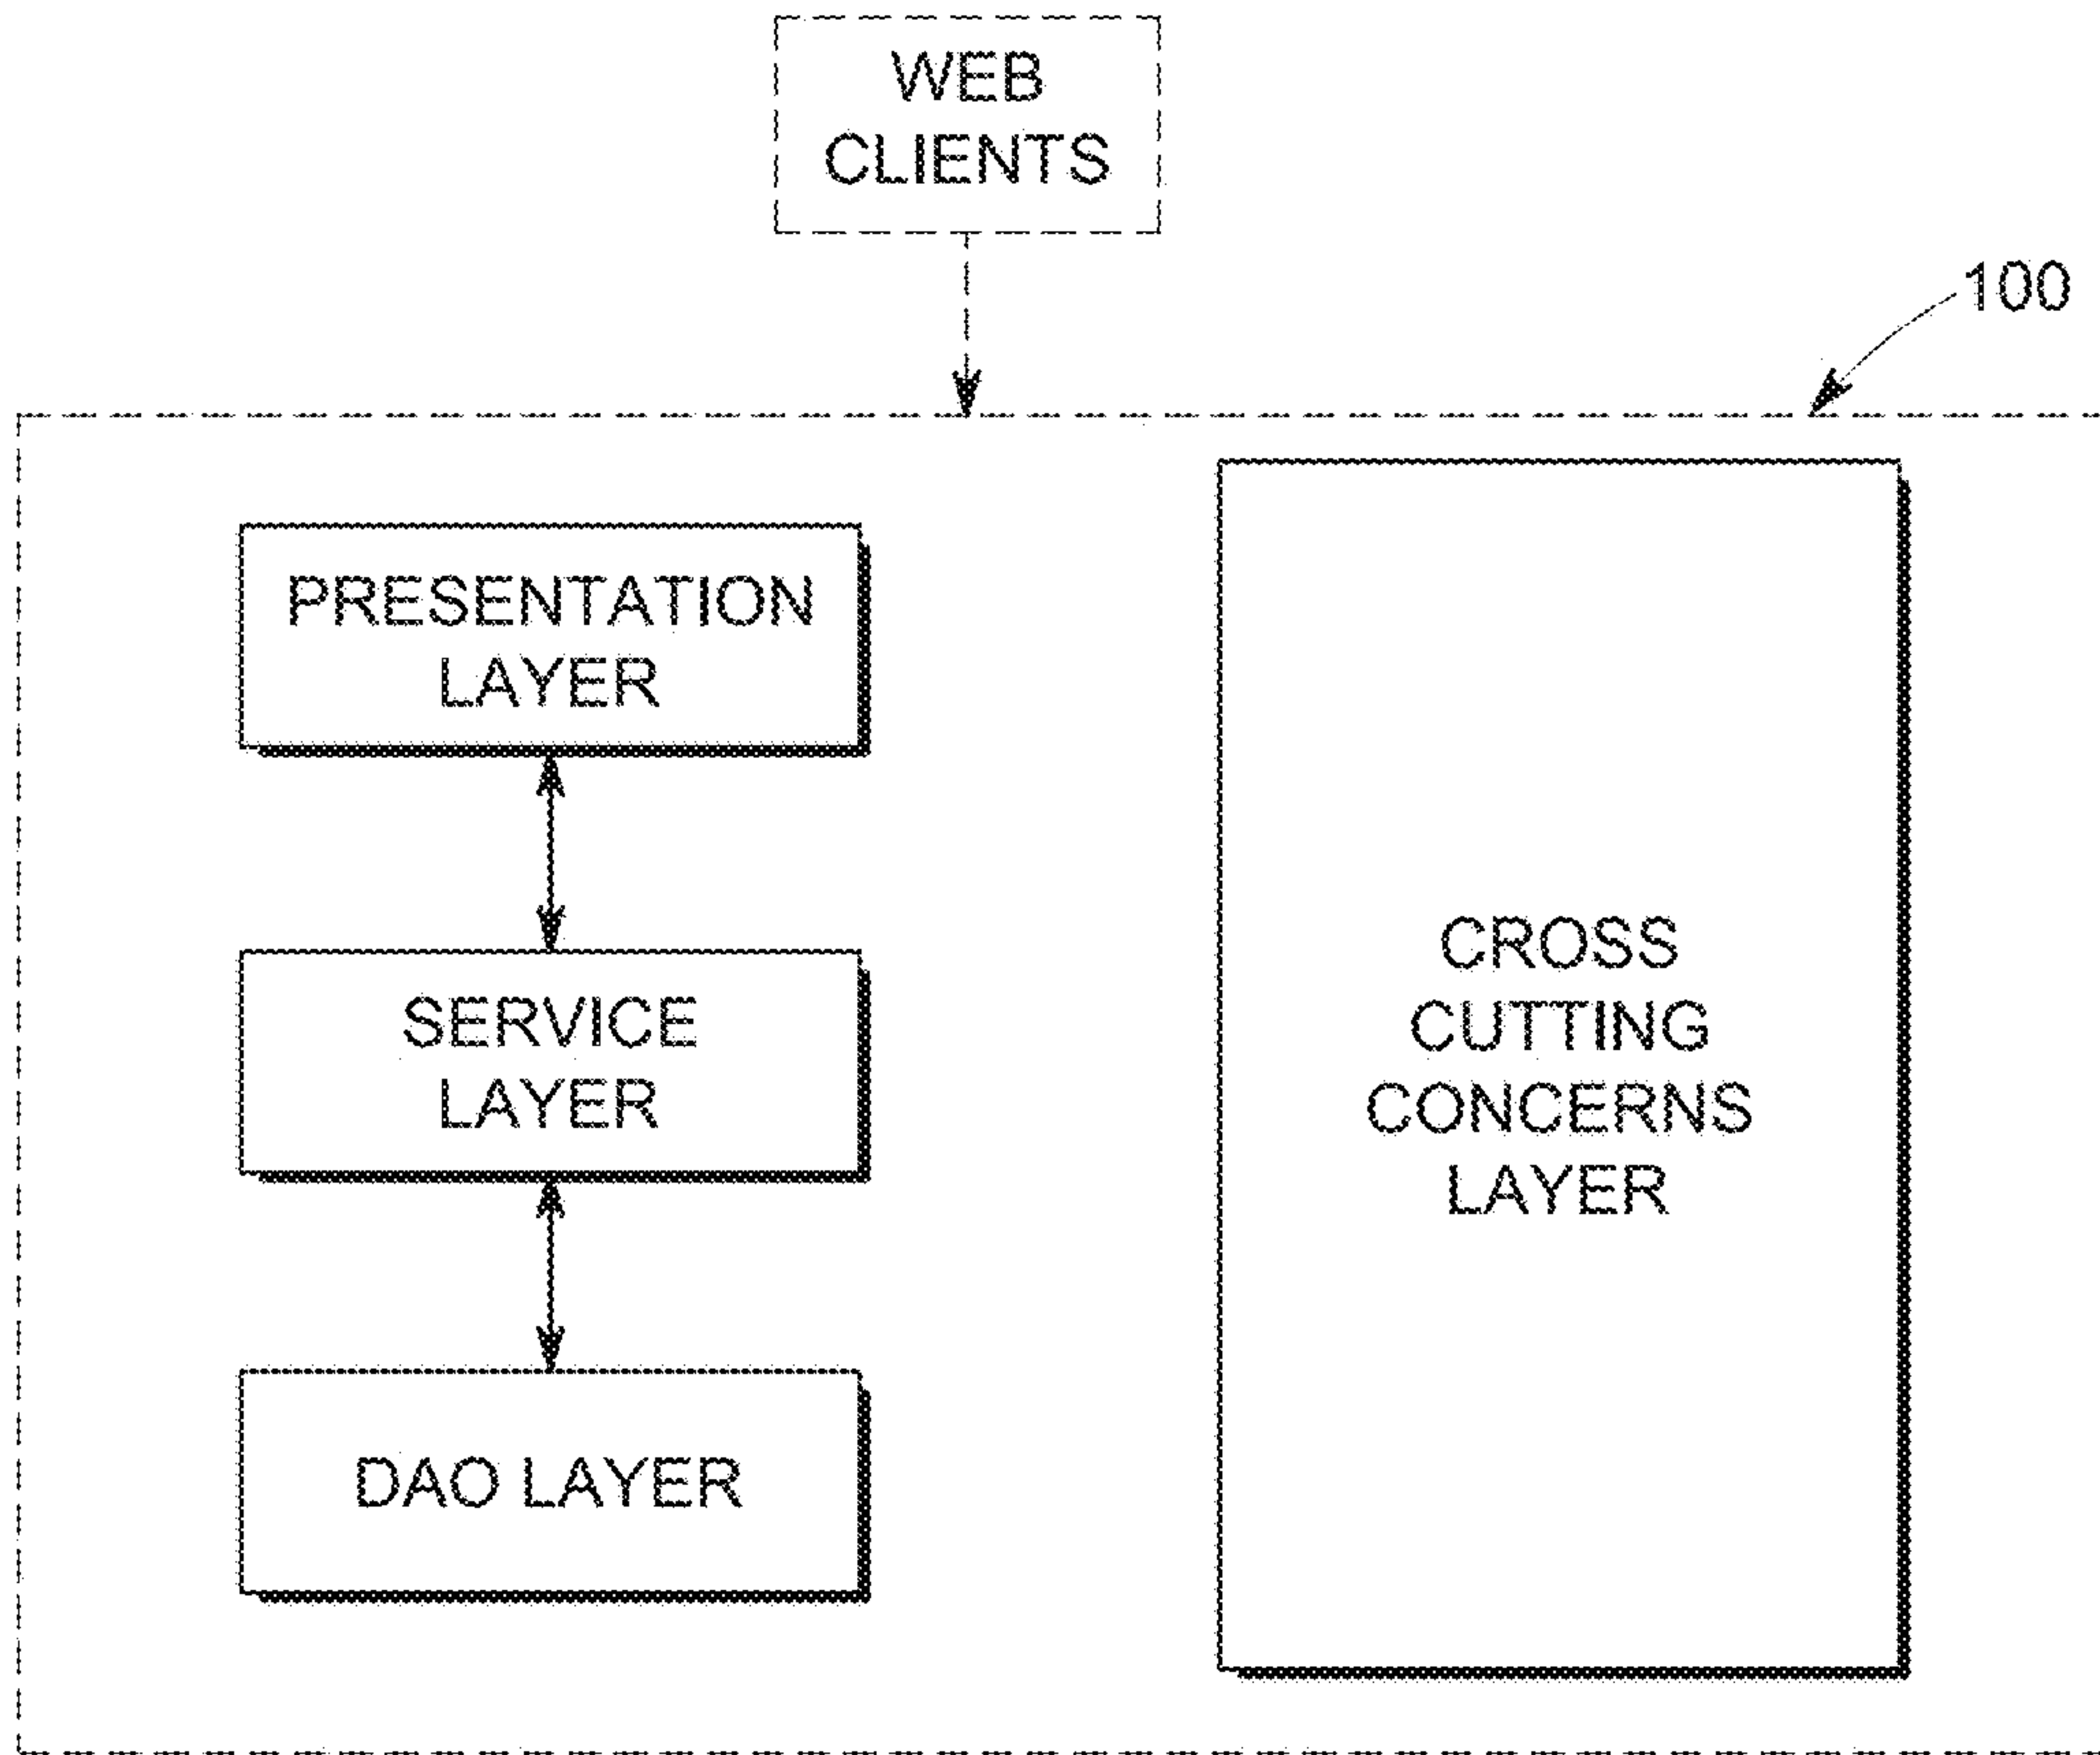 WEB
CLIENTS
100
PRESENTATION
LAYER
SERVICE
LAYER
DAO LAYER
CROSS
CUTTING
CONCERNS
LAYER